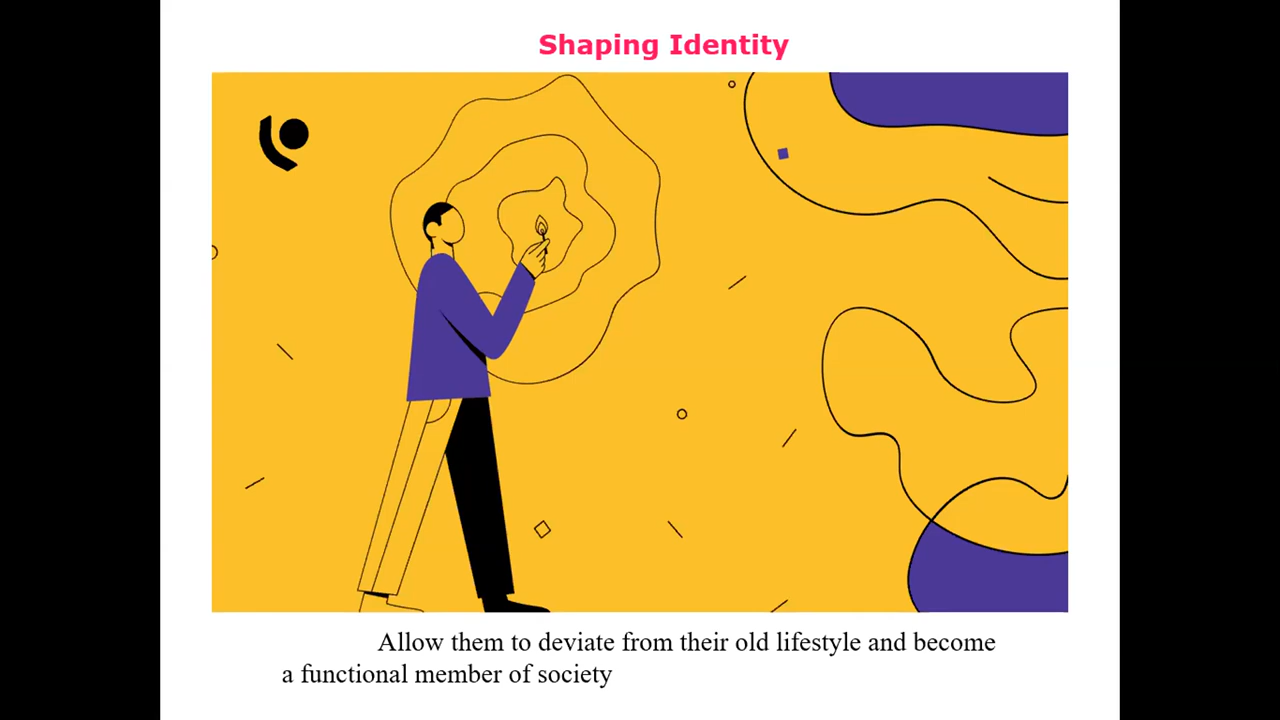 Shaping Identity
Allow them to deviate from their old lifestyle and become
a functional member of society